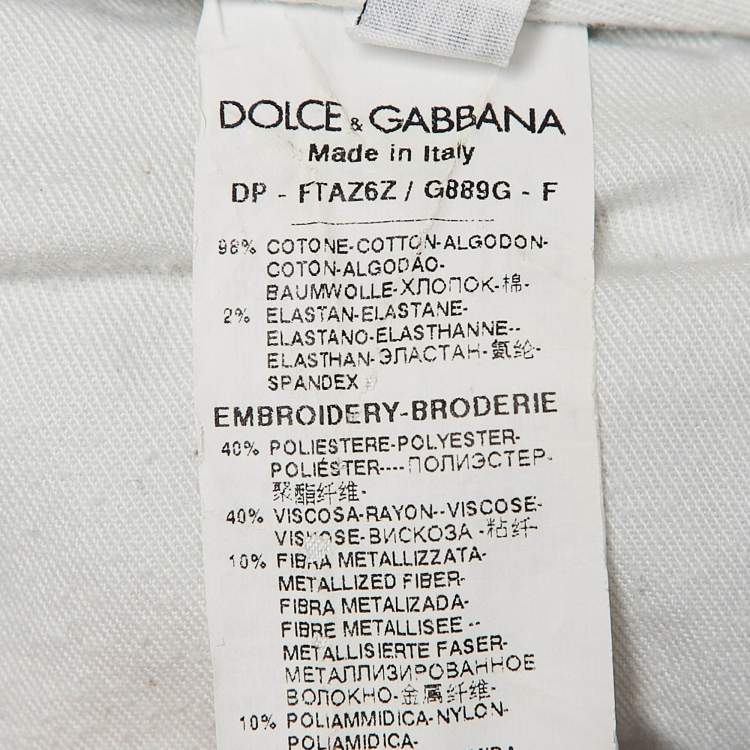 DOLCE & GABBANA
Made in Italy
DP - FTAZ6Z / G889G - F
98% COTONE-COTTON-ALGODON-
COTON-ALGODÃO-
BAUMWOLLE-ХЛОПОК-棉-
2% ELASTAN-ELASTANE-
ELASTANO-ELASTHANNE--
ELASTHAN-ЭЛАСТАН-氨纶-
SPANDEX
EMBROIDERY-BRODERIE
40% POLIESTERE-POLYESTER-
POLIÉSTER----ПОЛИЭСТЕР-
聚酯纤维-
40% VISCOSA-RAYON--VISCOSE-
VISKOSE-ВИСКОЗА -粘纤-
10% FIBRA METALLIZZATA-
METALLIZED FIBER-
FIBRA METALIZADA-
FIBRE METALLISEE --
METALLISIERTE FASER-
МЕТАЛЛИЗИРОВАННОЕ
ВОЛОКНО-金属纤维-
10% POLIAMMIDICA-NYLON-
POLIAMIDICA-